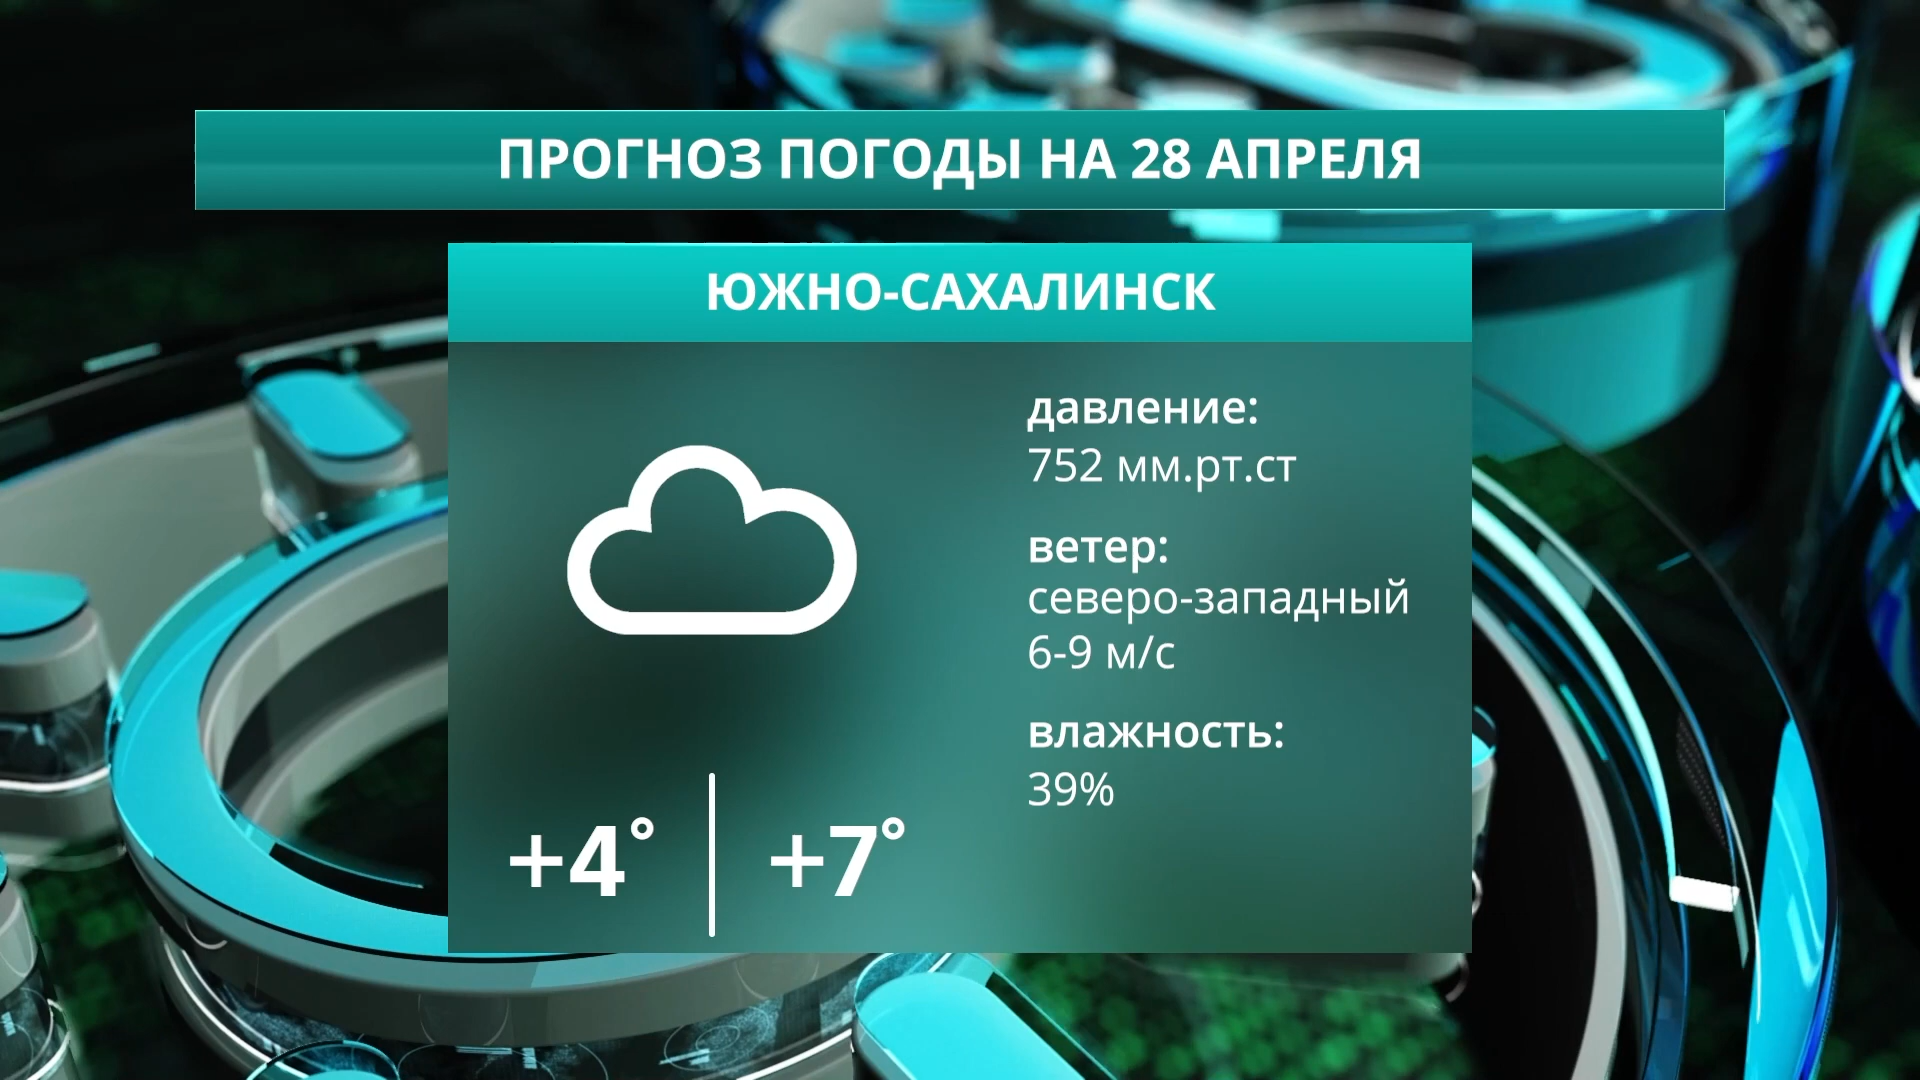 ПРОГНОЗ ПОГОДЫ НА 28 АПРЕЛЯ
ЮЖНО-САХАЛИНСК
давление:
752 мм.рт.ст
ветер:
северо-западный
6-9 м/с
влажность:
39%
+4° +7°